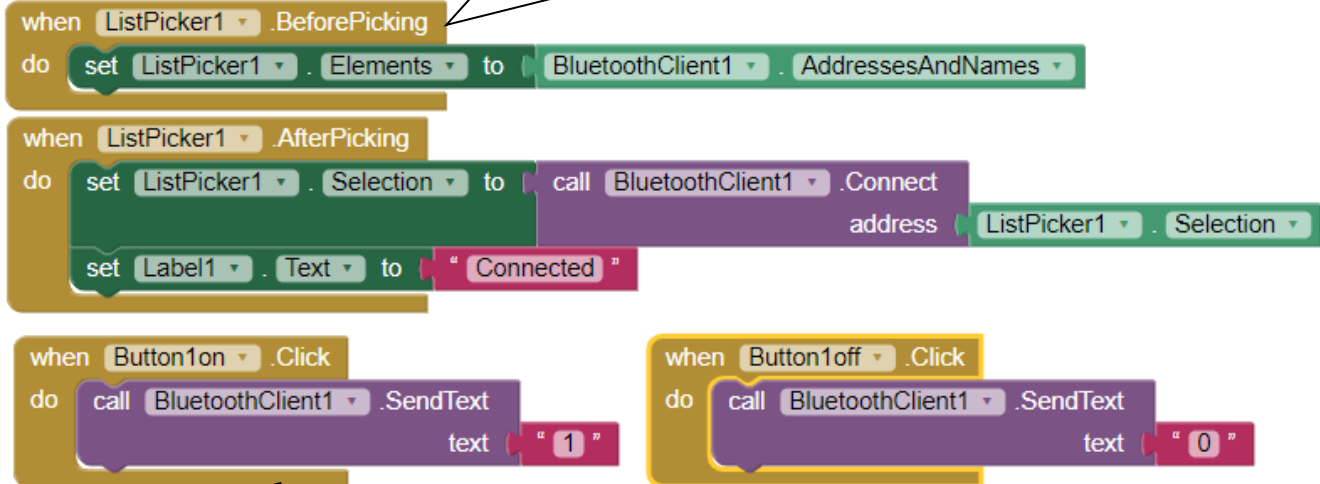 when ListPicker1 .BeforePicking
do set ListPicker1 . Elements to BluetoothClient1 . AddressesAndNames
when ListPicker1 .AfterPicking
do set ListPicker1 . Selection to call BluetoothClient1 .Connect
address ListPicker1 . Selection
set Label1 . Text to " Connected "
when Button1on .Click
do call BluetoothClient1 .SendText
text " 1 "
when Button1off .Click
do call BluetoothClient1 .SendText
text " 0 "